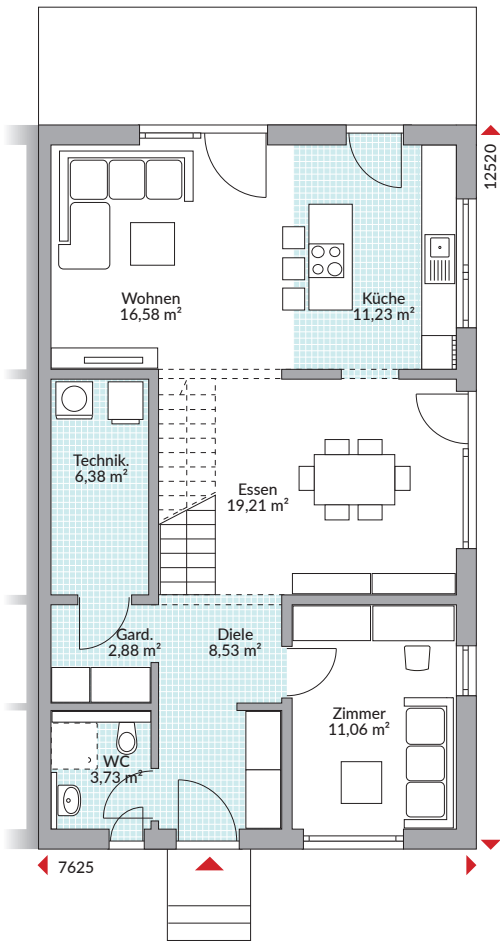 12520
Wohnen
16,58 m²
Küche
11,23 m²
Technik.
6,38 m²
Essen
19,21 m²
Gard.
2,88 m²
Diele
8,53 m²
Zimmer
11,06 m²
WC
3,73 m²
7625